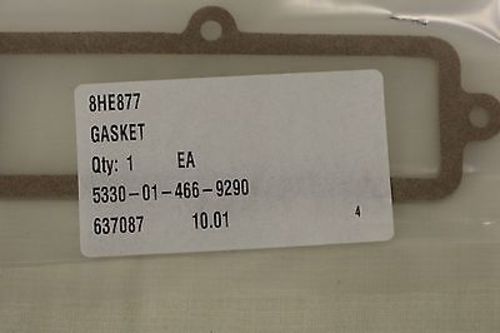 8HE877
GASKET
Qty: 1 EA
5330-01-466-9290
637087 10.01 4